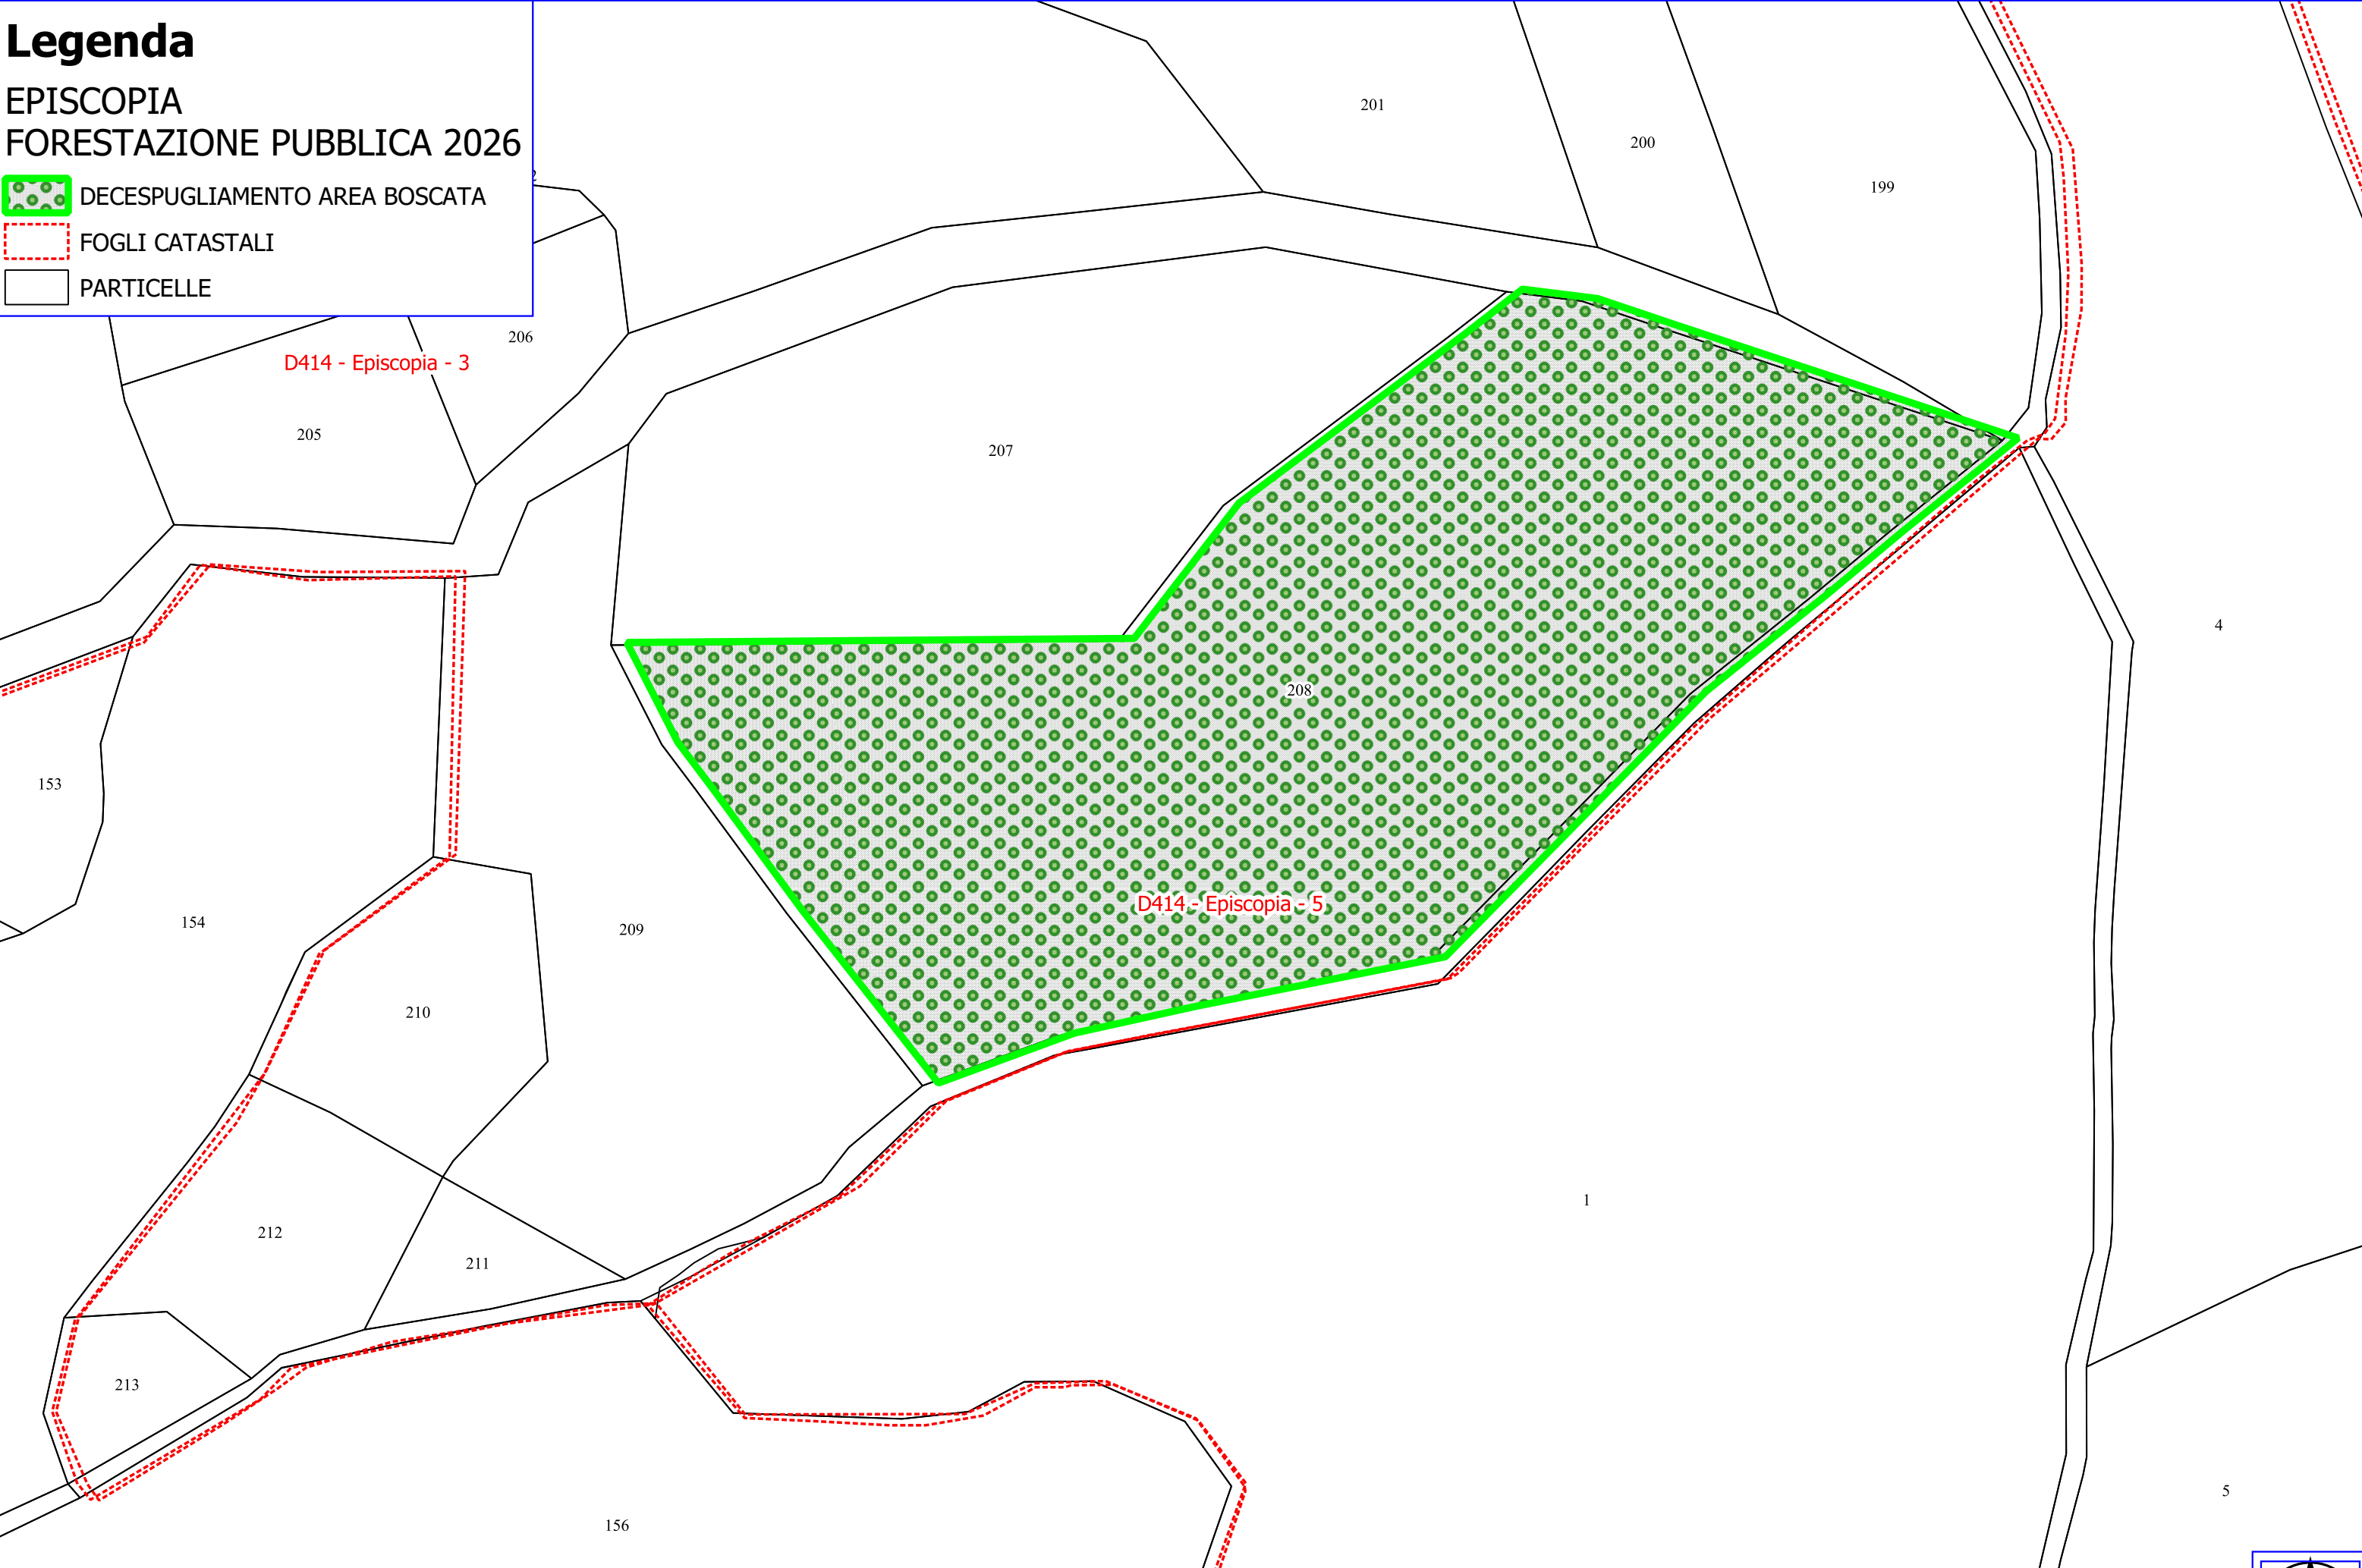 Legenda
EPISCOPIA
FORESTAZIONE PUBBLICA 2026
DECESPUGLIAMENTO AREA BOSCATA
FOGLI CATASTALI
PARTICELLE
201
200
199
2
206
D414 - Episcopia - 3
205
207
4
208
153
D414 - Episcopia - 5
154
209
210
1
212
211
213
5
156